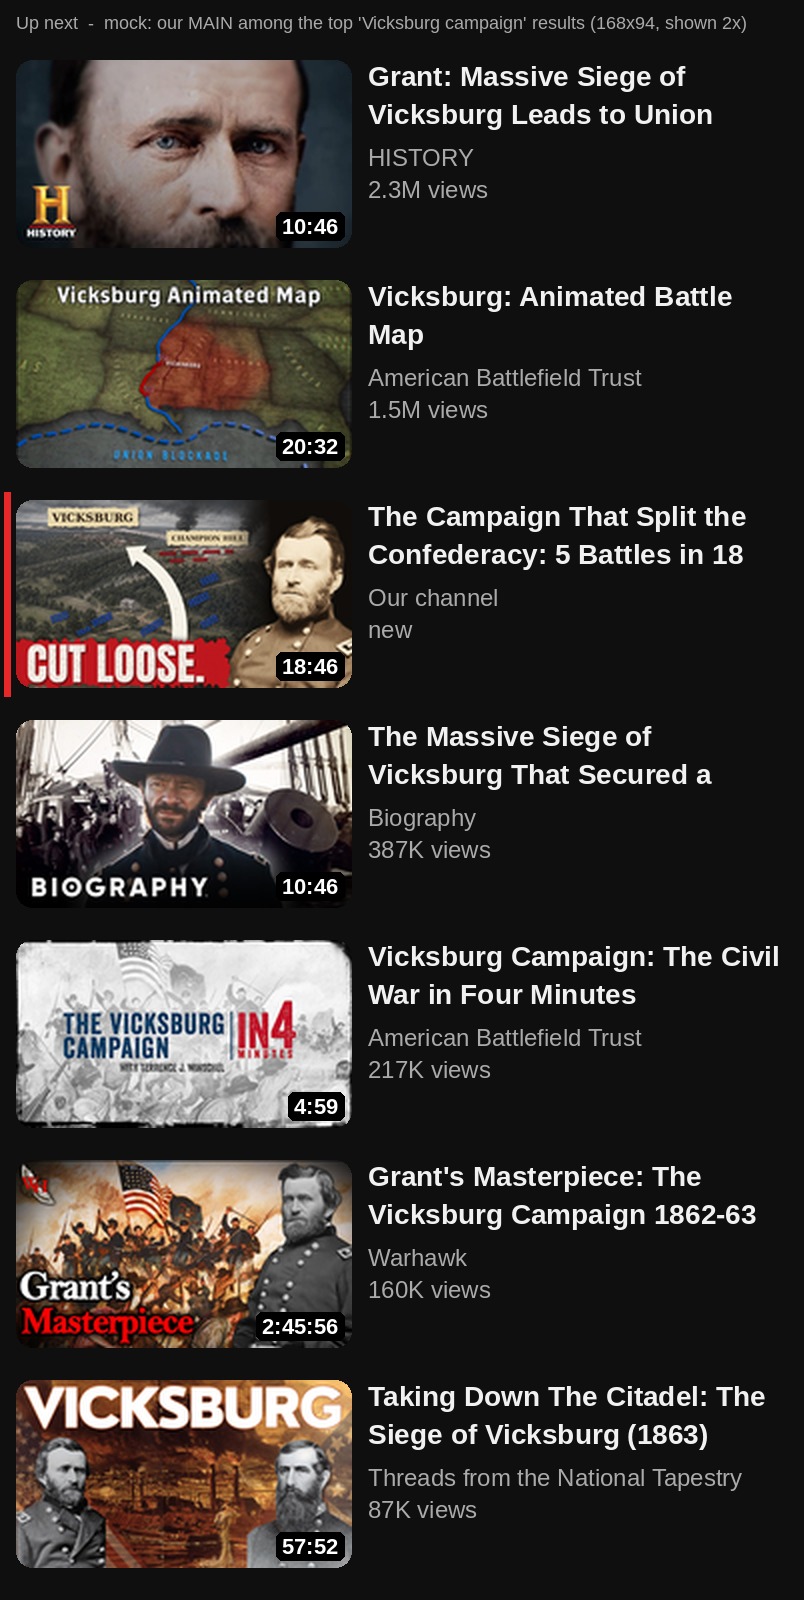 Up next - mock: our MAIN among the top 'Vicksburg campaign' results (168x94, shown 2x)
H
HISTORY
10:46
Grant: Massive Siege of
Vicksburg Leads to Union
HISTORY
2.3M views
Vicksburg Animated Map
VICKSBURG
UNION BLOCKADE
20:32
Vicksburg: Animated Battle
Map
American Battlefield Trust
1.5M views
VICKSBURG
CHAMPION HILL
CUT LOOSE.
18:46
The Campaign That Split the
Confederacy: 5 Battles in 18
Our channel
new
BIOGRAPHY
10:46
The Massive Siege of
Vicksburg That Secured a
Biography
387K views
THE VICKSBURG
CAMPAIGN
IN4
MINUTES
WITH TERRENCE J. WINSCHEL
4:59
Vicksburg Campaign: The Civil
War in Four Minutes
American Battlefield Trust
217K views
Grant's
Masterpiece
2:45:56
Grant's Masterpiece: The
Vicksburg Campaign 1862-63
Warhawk
160K views
VICKSBURG
57:52
Taking Down The Citadel: The
Siege of Vicksburg (1863)
Threads from the National Tapestry
87K views